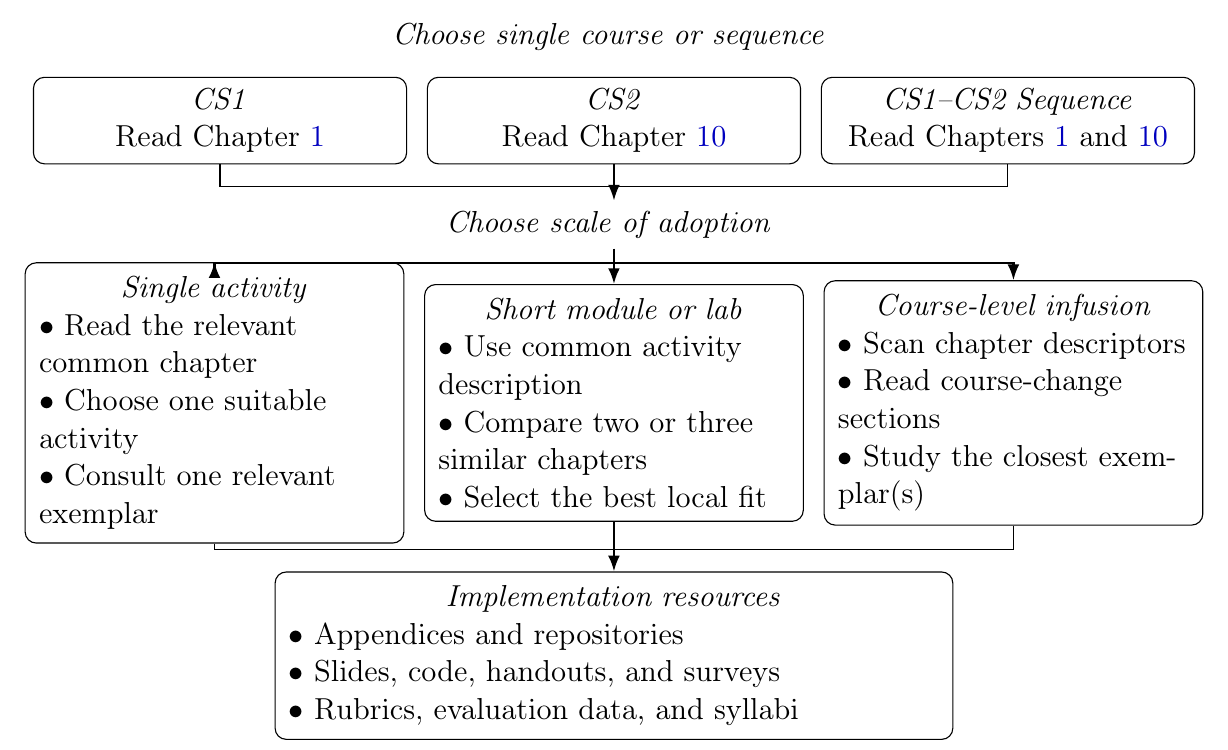 Choose single course or sequence
CS1
Read Chapter 1
CS2
Read Chapter 10
CS1–CS2 Sequence
Read Chapters 1 and 10
Choose scale of adoption
Single activity
• Read the relevant
common chapter
• Choose one suitable
activity
• Consult one relevant
exemplar
Short module or lab
• Use common activity
description
• Compare two or three
similar chapters
• Select the best local fit
Course-level infusion
• Scan chapter descriptors
• Read course-change
sections
• Study the closest exem-
plar(s)
Implementation resources
• Appendices and repositories
• Slides, code, handouts, and surveys
• Rubrics, evaluation data, and syllabi